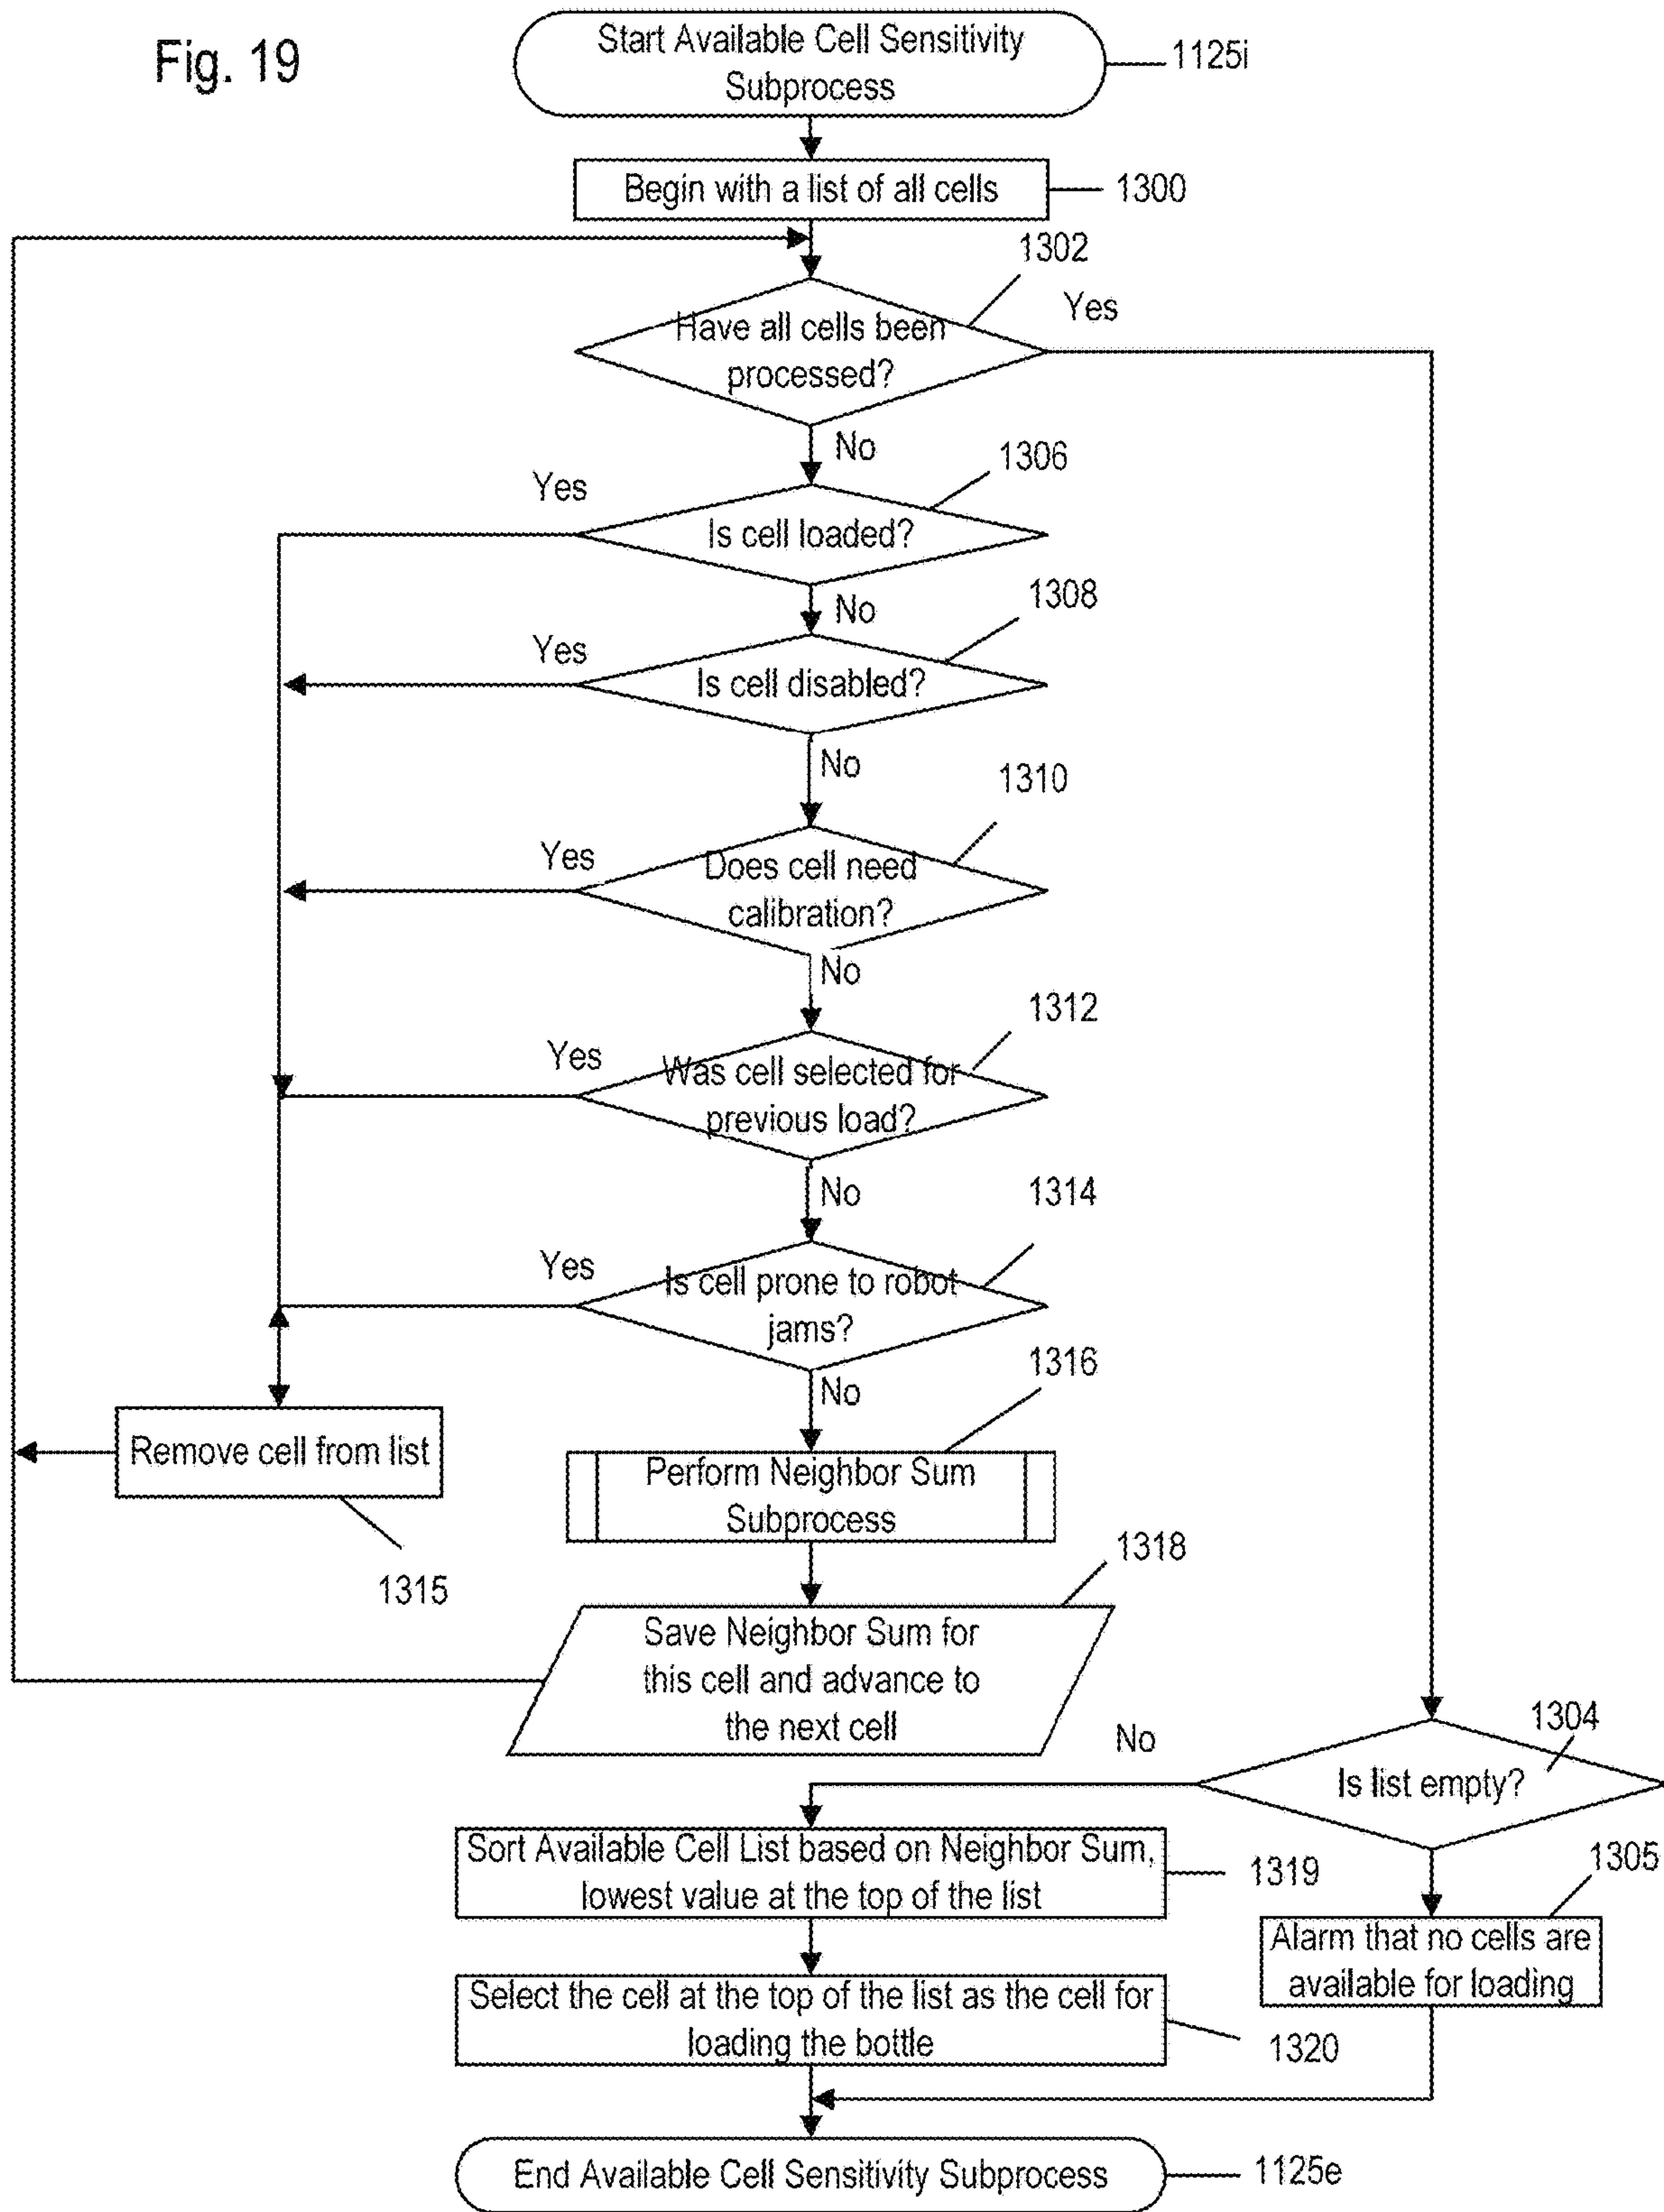 Fig. 19
Start Available Cell Sensitivity
Subprocess
1125i
Begin with a list of all cells
1300
1302
Have all cells been
processed?
Yes
No
1306
Yes
Is cell loaded?
No
1308
Yes
Is cell disabled?
No
1310
Yes
Does cell need
calibration?
No
1312
Yes
Was cell selected for
previous load?
No
1314
Yes
Is cell prone to robot
jams?
No
1316
Remove cell from list
1315
Perform Neighbor Sum
Subprocess
1318
Save Neighbor Sum for
this cell and advance to
the next cell
No
1304
Is list empty?
Sort Available Cell List based on Neighbor Sum,
lowest value at the top of the list
1319
1305
Alarm that no cells are
available for loading
Select the cell at the top of the list as the cell for
loading the bottle
1320
End Available Cell Sensitivity Subprocess
1125e